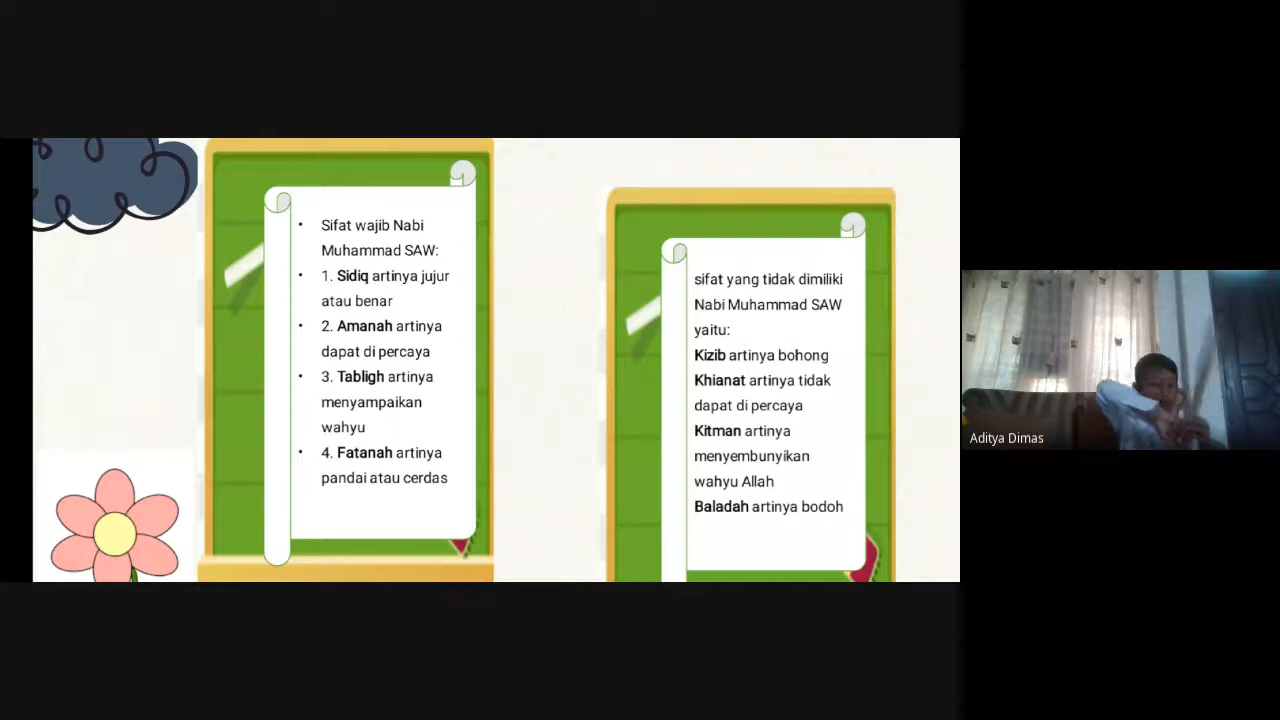 • Sifat wajib Nabi
Muhammad SAW:
• 1. Sidiq artinya jujur
atau benar
• 2. Amanah artinya
dapat di percaya
• 3. Tabligh artinya
menyampaikan
wahyu
• 4. Fatanah artinya
pandai atau cerdas
sifat yang tidak dimiliki
Nabi Muhammad SAW
yaitu:
Kizib artinya bohong
Khianat artinya tidak
dapat di percaya
Kitman artinya
menyembunyikan
wahyu Allah
Baladah artinya bodoh
Aditya Dimas